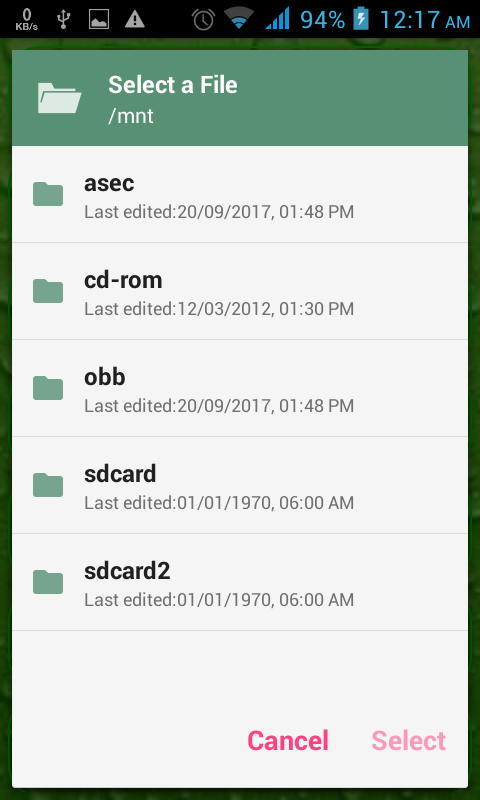 0
KB/s
94%
12:17 AM
Select a File
/mnt
asec
Last edited:20/09/2017, 01:48 PM
cd-rom
Last edited:12/03/2012, 01:30 PM
obb
Last edited:20/09/2017, 01:48 PM
sdcard
Last edited:01/01/1970, 06:00 AM
sdcard2
Last edited:01/01/1970, 06:00 AM
Cancel
Select